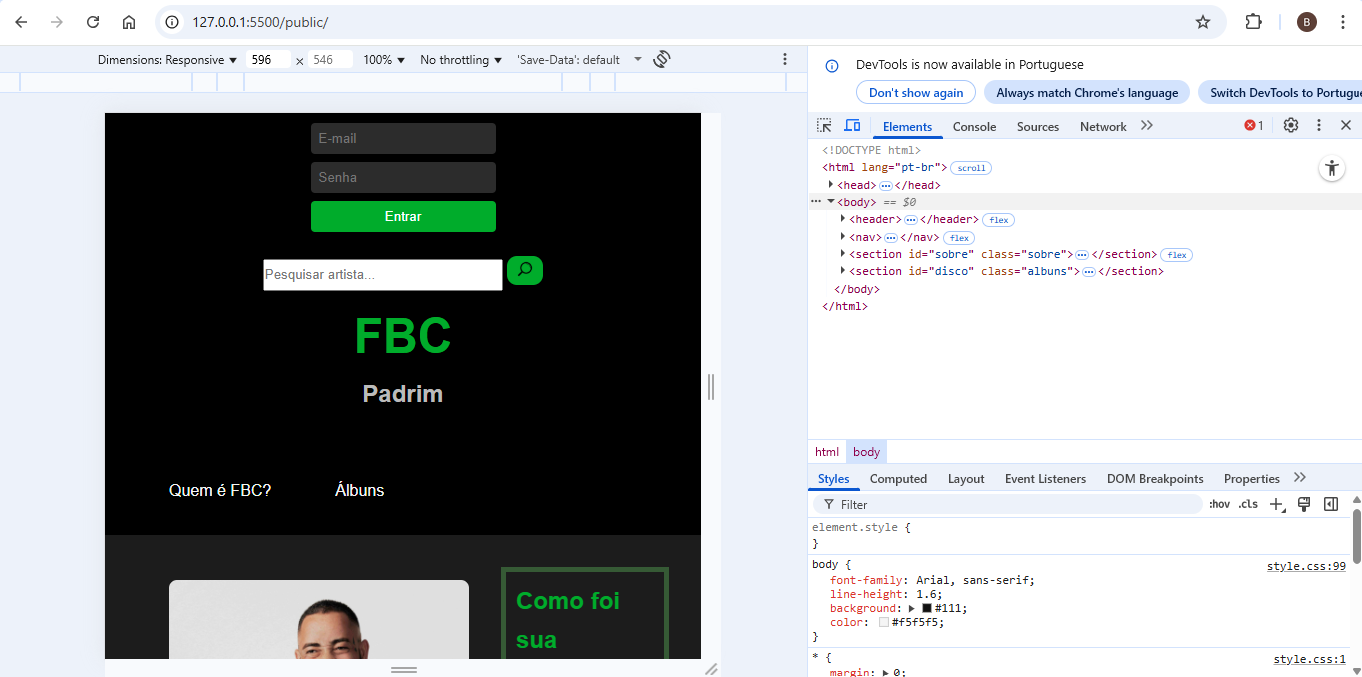 127.0.0.1:5500/public/
B
Dimensions: Responsive ▼ 596 × 546 100% ▼ No throttling ▼ 'Save-Data': default
DevTools is now available in Portuguese
Don't show again Always match Chrome's language Switch DevTools to Portugue
Elements Console Sources Network 1
E-mail
Senha
Entrar
Pesquisar artista...
FBC
Padrim
Quem é FBC? Álbuns
Como foi
sua
<!DOCTYPE html>
<html lang="pt-br"> scroll
<head> … </head>
… <body> == $0
<header> … </header> flex
<nav> … </nav> flex
<section id="sobre" class="sobre"> … </section> flex
<section id="disco" class="albuns"> … </section>
</body>
</html>
html body
Styles Computed Layout Event Listeners DOM Breakpoints Properties
Filter :hov .cls
element.style {
}
body { style.css:99
font-family: Arial, sans-serif;
line-height: 1.6;
background: #111;
color: #f5f5f5;
}
* { style.css:1
margin: 0;